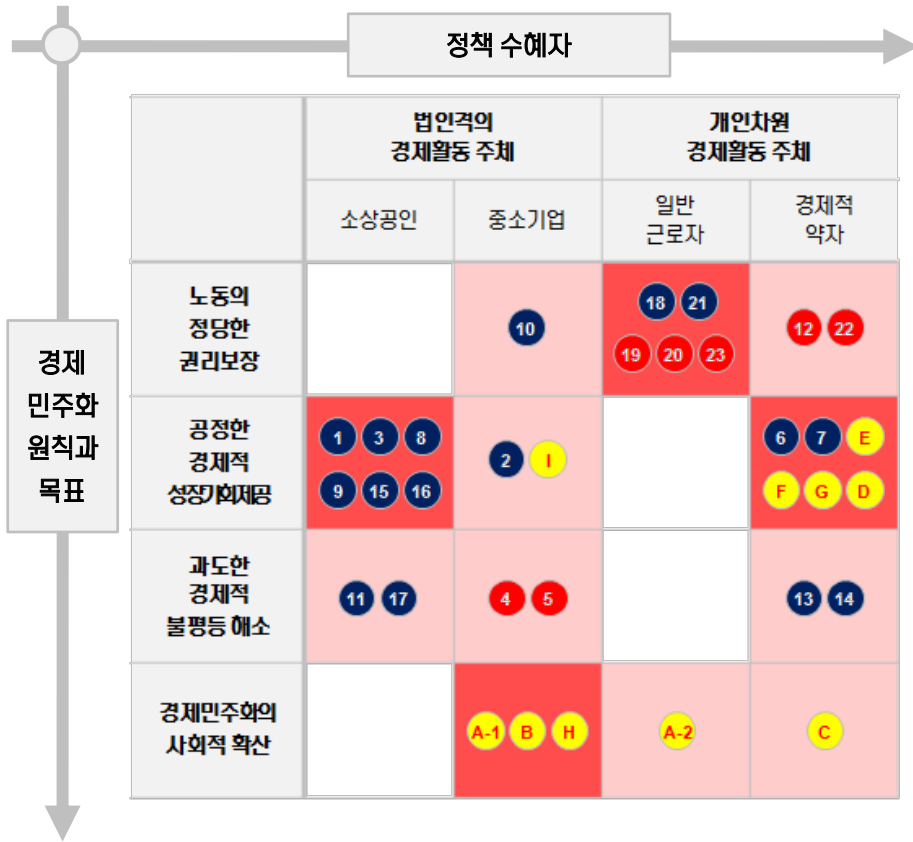 정책 수혜자
법인격의
경제활동 주체
개인차원
경제활동 주체
소상공인
중소기업
일반
근로자
경제적
약자
경제
민주화
원칙과
목표
노동의
정당한
권리보장
10
18 21
19 20 23
12 22
공정한
경제적
성장기회제공
1 3 8
9 15 16
2 I
6 7 E
F G D
과도한
경제적
불평등 해소
11 17
4 5
13 14
경제민주화의
사회적 확산
A-1 B H
A-2
C